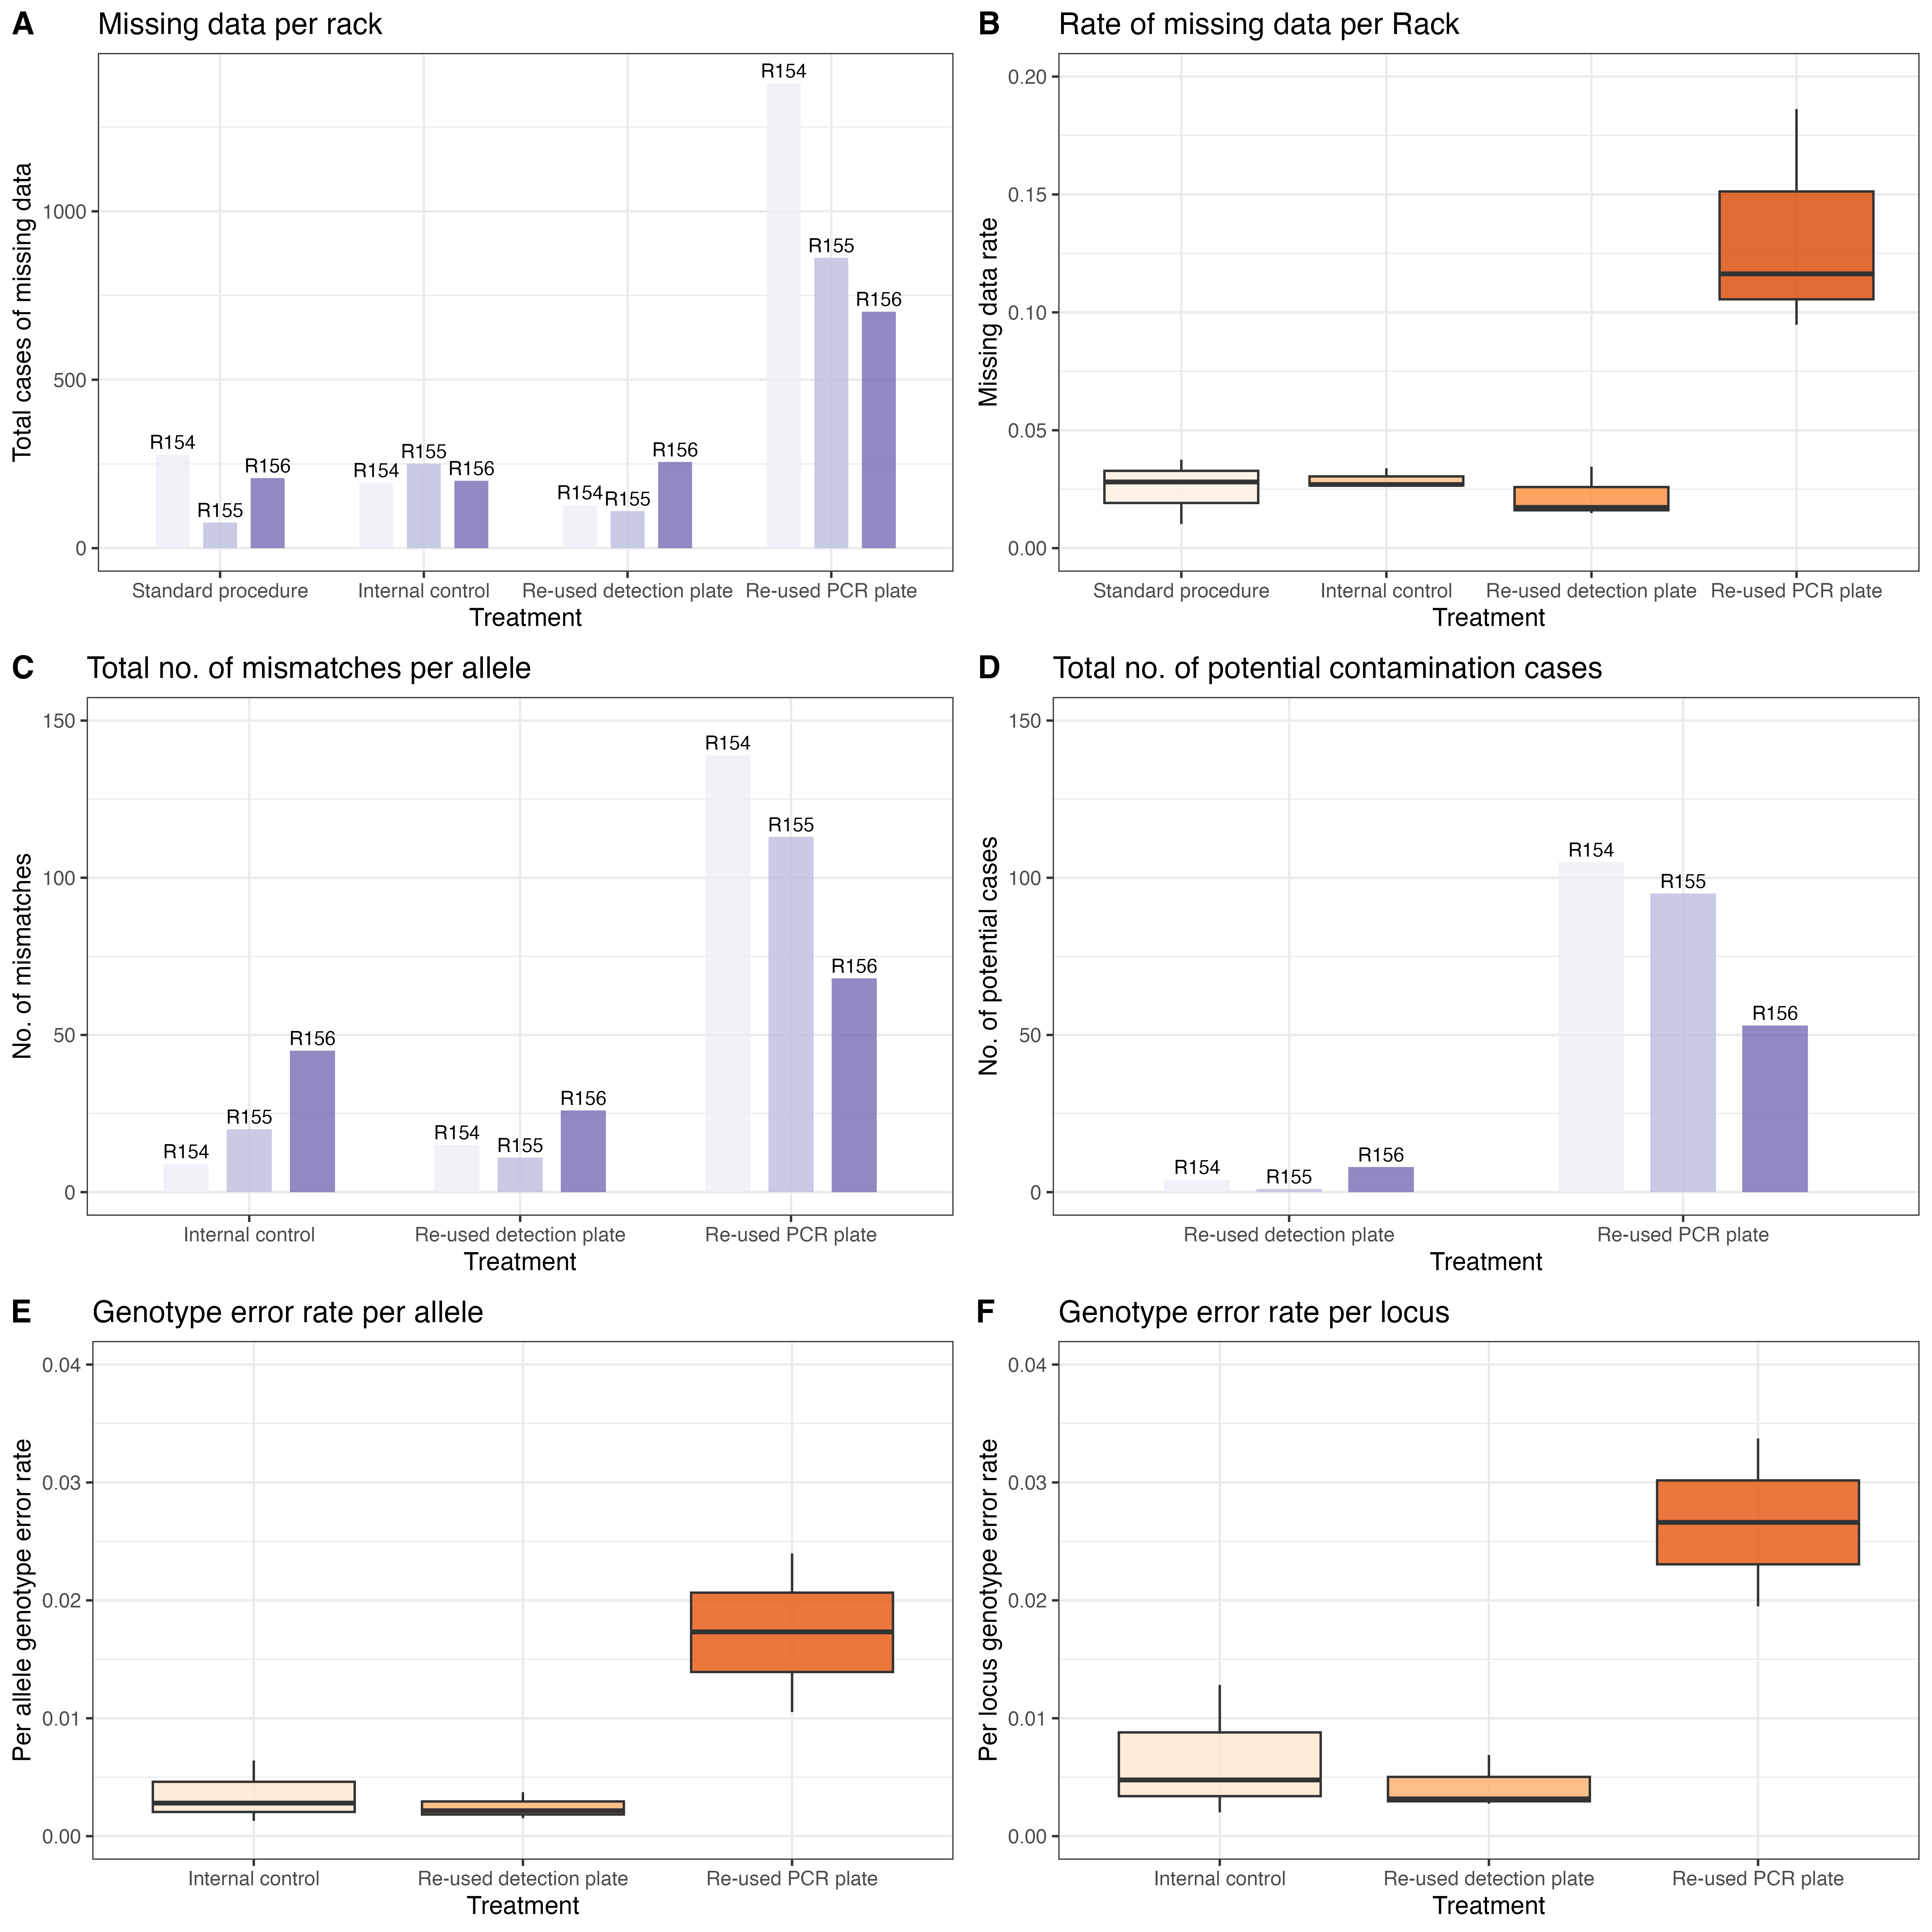 A Missing data per rack
Total cases of missing data
1000
500
0
R154
R155
R156
R154
R155
R156
R154
R155
R156
R154
R155
R156
Standard procedure Internal control Re-used detection plate Re-used PCR plate
Treatment
B Rate of missing data per Rack
Missing data rate
0.20
0.15
0.10
0.05
0.00
Standard procedure Internal control Re-used detection plate Re-used PCR plate
Treatment
C Total no. of mismatches per allele
No. of mismatches
150
100
50
0
R154
R155
R156
R154
R155
R156
R154
R155
R156
Internal control Re-used detection plate Re-used PCR plate
Treatment
D Total no. of potential contamination cases
No. of potential cases
150
100
50
0
R154
R155
R156
R154
R155
R156
Re-used detection plate Re-used PCR plate
Treatment
E Genotype error rate per allele
Per allele genotype error rate
0.04
0.03
0.02
0.01
0.00
Internal control Re-used detection plate Re-used PCR plate
Treatment
F Genotype error rate per locus
Per locus genotype error rate
0.04
0.03
0.02
0.01
0.00
Internal control Re-used detection plate Re-used PCR plate
Treatment